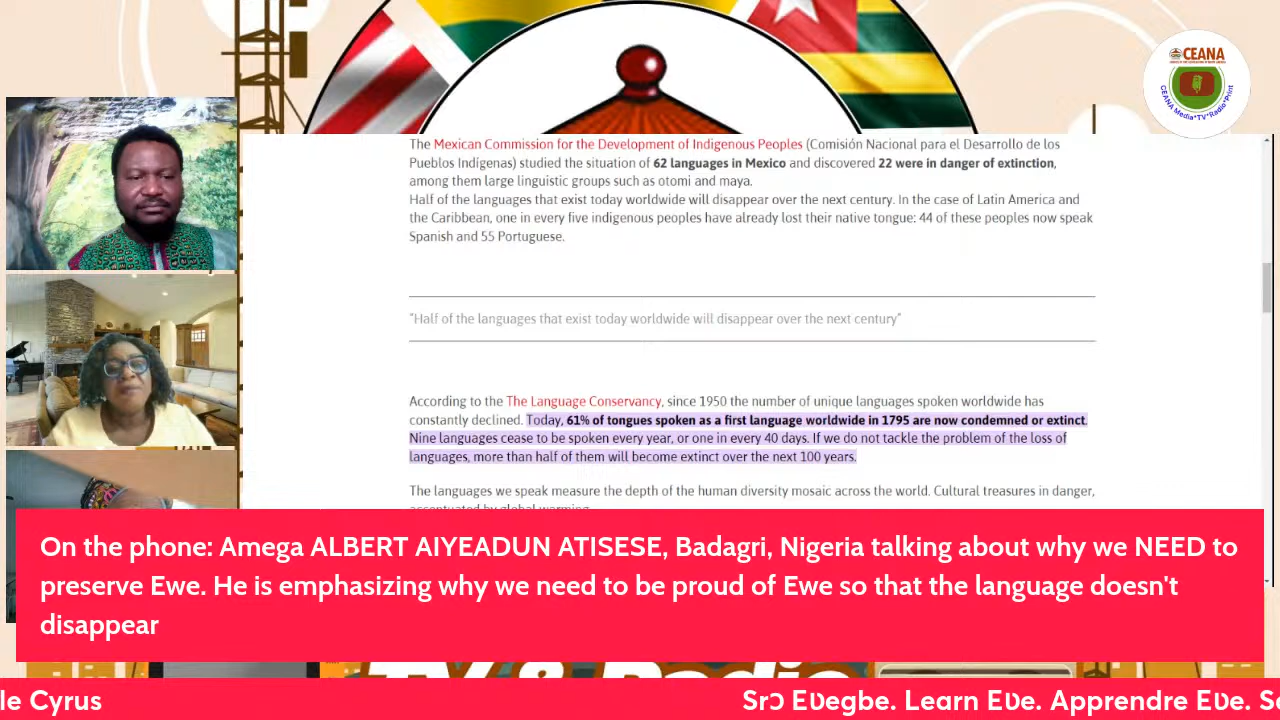 CEANA
CEANA Media*TV*Radio*Print
The Mexican Commission for the Development of Indigenous Peoples (Comisión Nacional para el Desarrollo de los
Pueblos Indígenas) studied the situation of 62 languages in Mexico and discovered 22 were in danger of extinction,
among them large linguistic groups such as otomi and maya.
Half of the languages that exist today worldwide will disappear over the next century. In the case of Latin America and
the Caribbean, one in every five indigenous peoples have already lost their native tongue: 44 of these peoples now speak
Spanish and 55 Portuguese.
"Half of the languages that exist today worldwide will disappear over the next century"
According to the The Language Conservancy, since 1950 the number of unique languages spoken worldwide has
constantly declined. Today, 61% of tongues spoken as a first language worldwide in 1795 are now condemned or extinct.
Nine languages cease to be spoken every year, or one in every 40 days. If we do not tackle the problem of the loss of
languages, more than half of them will become extinct over the next 100 years.
The languages we speak measure the depth of the human diversity mosaic across the world. Cultural treasures in danger,
accentuated by global warming.
On the phone: Amega ALBERT AIYEADUN ATISESE, Badagri, Nigeria talking about why we NEED to
preserve Ewe. He is emphasizing why we need to be proud of Ewe so that the language doesn't
disappear
TV & Radio
le Cyrus
Srɔ Eʋegbe. Learn Eʋe. Apprendre Eʋe. S